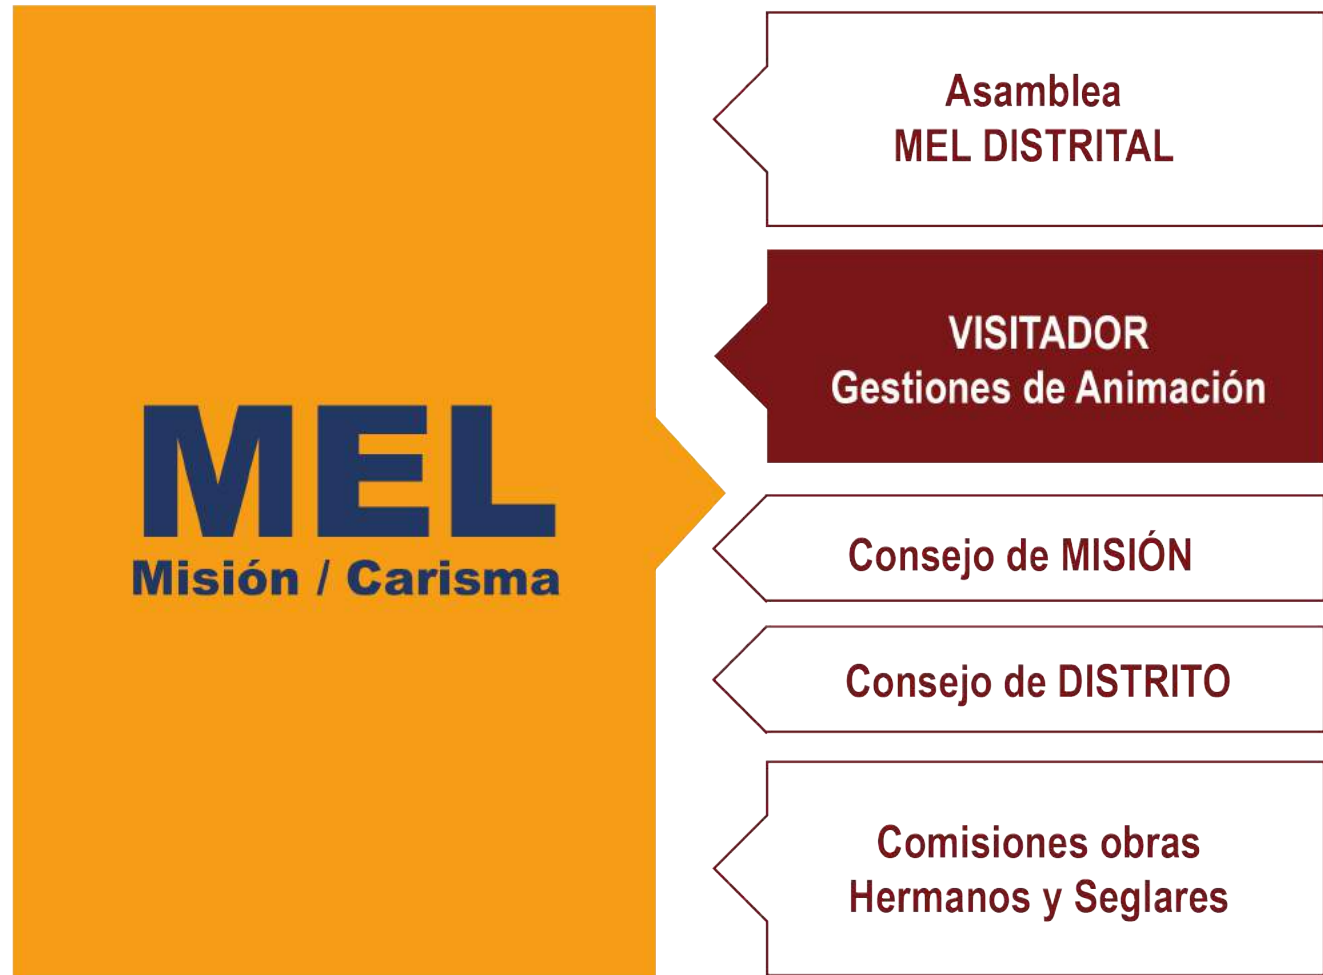 MEL
Misión / Carisma
Asamblea
MEL DISTRITAL
VISITADOR
Gestiones de Animación
Consejo de MISIÓN
Consejo de DISTRITO
Comisiones obras
Hermanos y Seglares